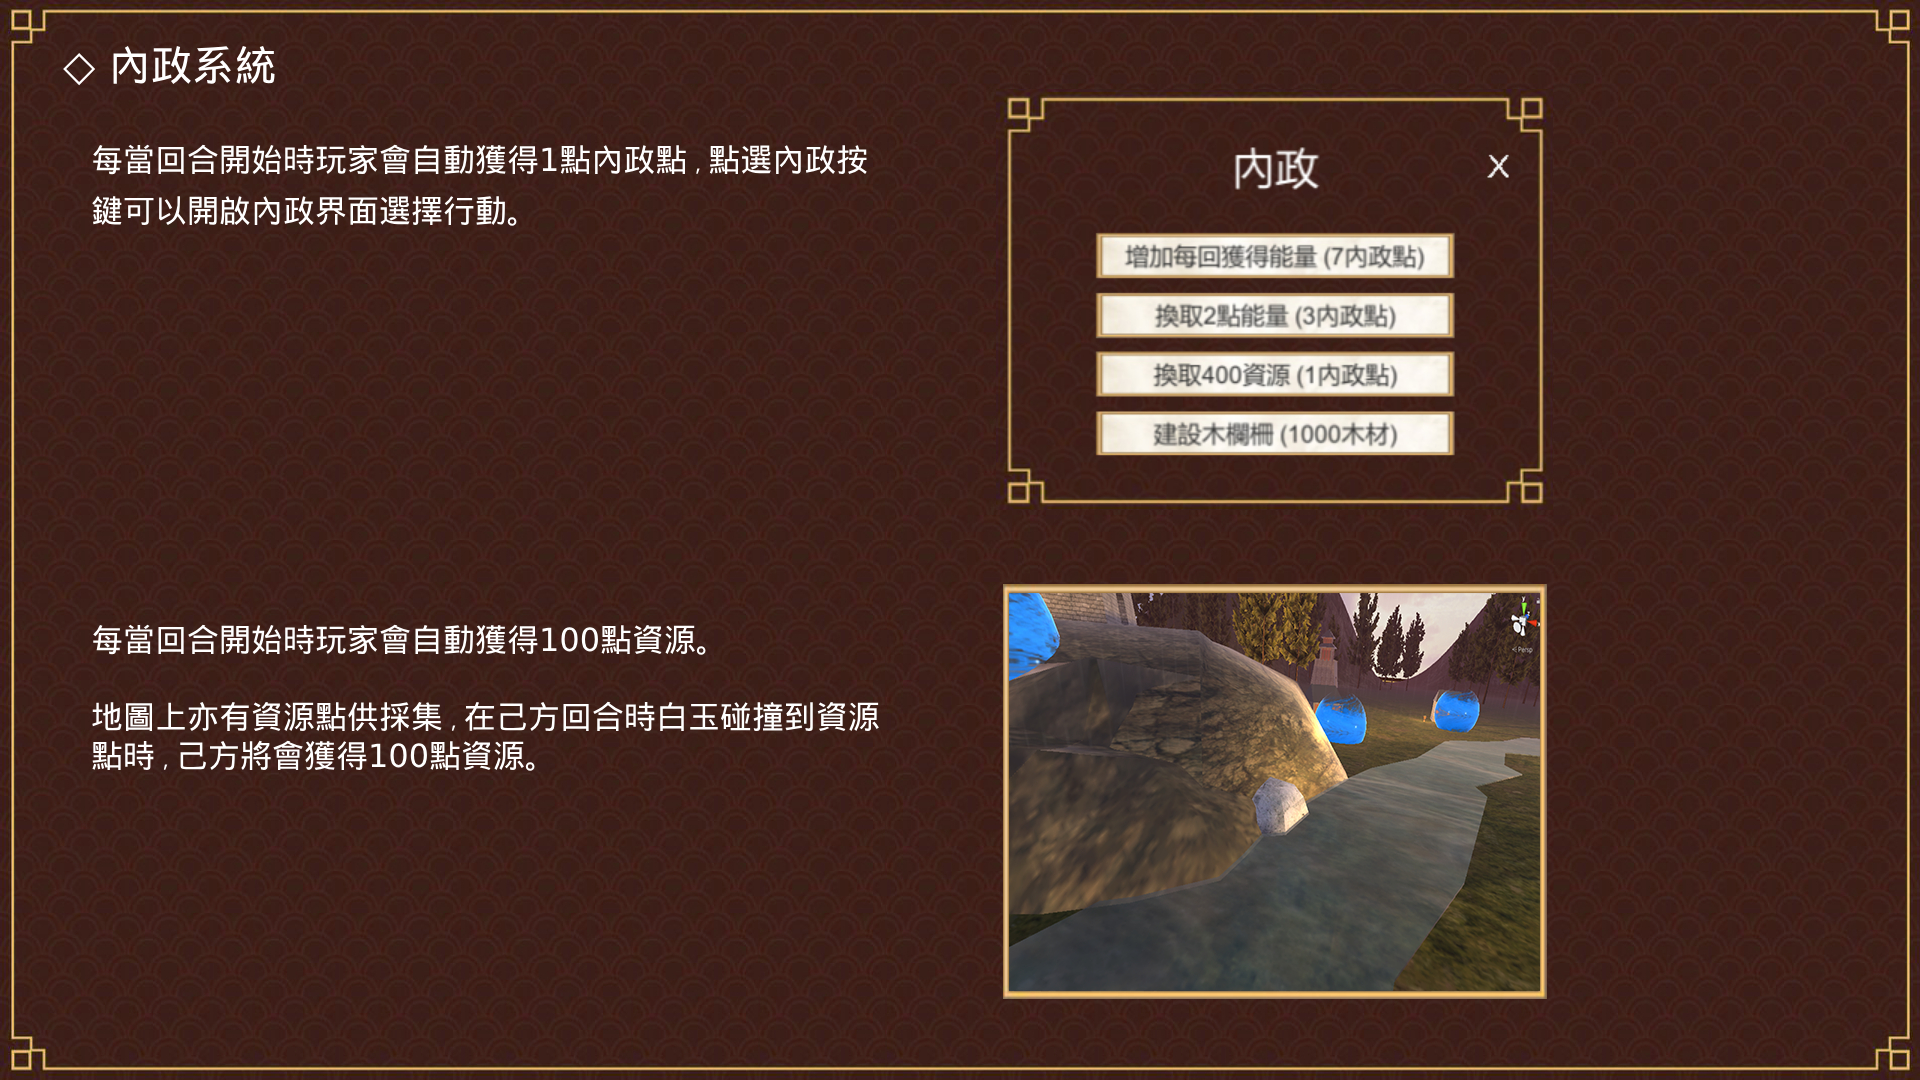 ◇ 內政系統
每當回合開始時玩家會自動獲得1點內政點，點選內政按
鍵可以開啟內政界面選擇行動。
內政
X
增加每回獲得能量 (7內政點)
換取2點能量 (3內政點)
換取400資源 (1內政點)
建設木欄柵 (1000木材)
每當回合開始時玩家會自動獲得100點資源。
地圖上亦有資源點供採集，在己方回合時白玉碰撞到資源
點時，己方將會獲得100點資源。
Persp